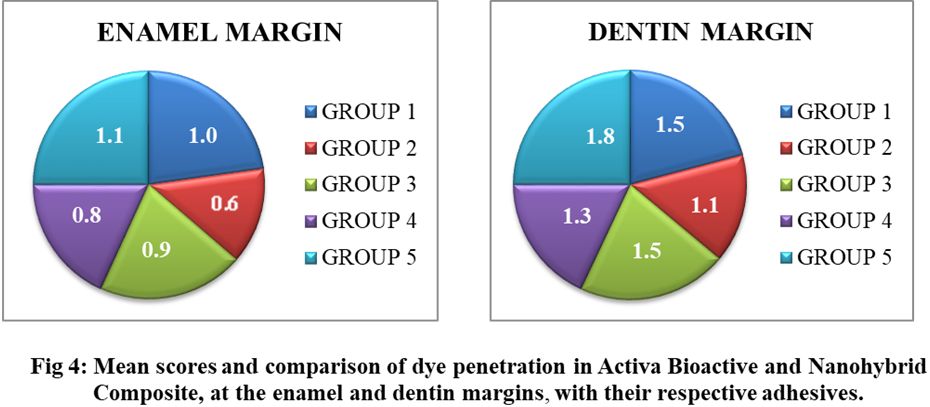 ENAMEL MARGIN
1.1
1.0
0.6
0.9
0.8
GROUP 1
GROUP 2
GROUP 3
GROUP 4
GROUP 5
DENTIN MARGIN
1.8
1.5
1.1
1.5
1.3
GROUP 1
GROUP 2
GROUP 3
GROUP 4
GROUP 5
Fig 4: Mean scores and comparison of dye penetration in Activa Bioactive and Nanohybrid
Composite, at the enamel and dentin margins, with their respective adhesives.